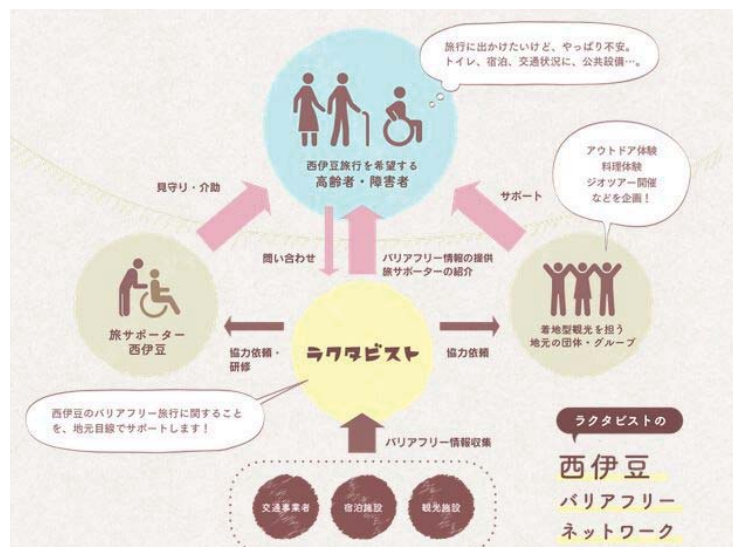 旅行に出かけたいけど、やっぱり不安。
トイレ、宿泊、交通状況に、公共設備…。
西伊豆旅行を希望する
高齢者・障害者
アウトドア体験
料理体験
ジオツアー開催
などを企画！
見守り・介助
サポート
問い合わせ
バリアフリー情報の提供
旅サポーターの紹介
旅サポーター
西伊豆
ラクタビスト
着地型観光を担う
地元の団体・グループ
協力依頼・
研修
協力依頼
西伊豆のバリアフリー旅行に関すること
を、地元目線でサポートします！
バリアフリー情報収集
交通事業者
宿泊施設
観光施設
ラクタビストの
西伊豆
バリアフリー
ネットワーク